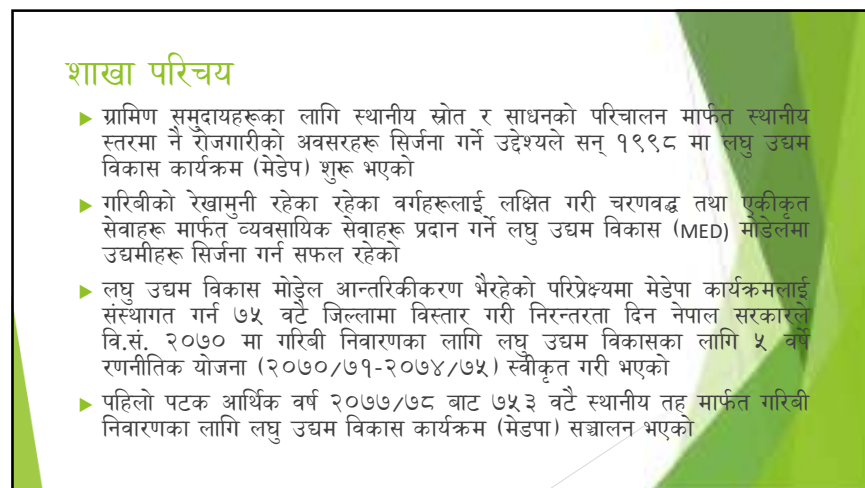 शाखा परिचय
ग्रामिण समुदायहरूका लागि स्थानीय स्रोत र साधनको परिचालन मार्फत स्थानीय
स्तरमा नै रोजगारीको अवसरहरू सिर्जना गर्ने उद्देश्यले सन् १९९८ मा लघु उद्यम
विकास कार्यक्रम (मेडेप) शुरू भएको
गरिबीको रेखामुनी रहेका रहेका वर्गहरूलाई लक्षित गरी चरणवद्ध तथा एकीकृत
सेवाहरू मार्फत व्यवसायिक सेवाहरू प्रदान गर्ने लघु उद्यम विकास (MED) मोडेलमा
उद्यमीहरू सिर्जना गर्न सफल रहेको
लघु उद्यम विकास मोडेल आन्तरिकीकरण भैरहेको परिप्रेक्ष्यमा मेडेपा कार्यक्रमलाई
संस्थागत गर्न ७५ वटै जिल्लामा विस्तार गरी निरन्तरता दिन नेपाल सरकारले
वि.सं. २०७० मा गरिबी निवारणका लागि लघु उद्यम विकासका लागि ५ वर्षे
रणनीतिक योजना (२०७०/७१-२०७४/७५) स्वीकृत गरी भएको
पहिलो पटक आर्थिक वर्ष २०७७/७८ बाट ७५३ वटै स्थानीय तह मार्फत गरिबी
निवारणका लागि लघु उद्यम विकास कार्यक्रम (मेडपा) सञ्चालन भएको